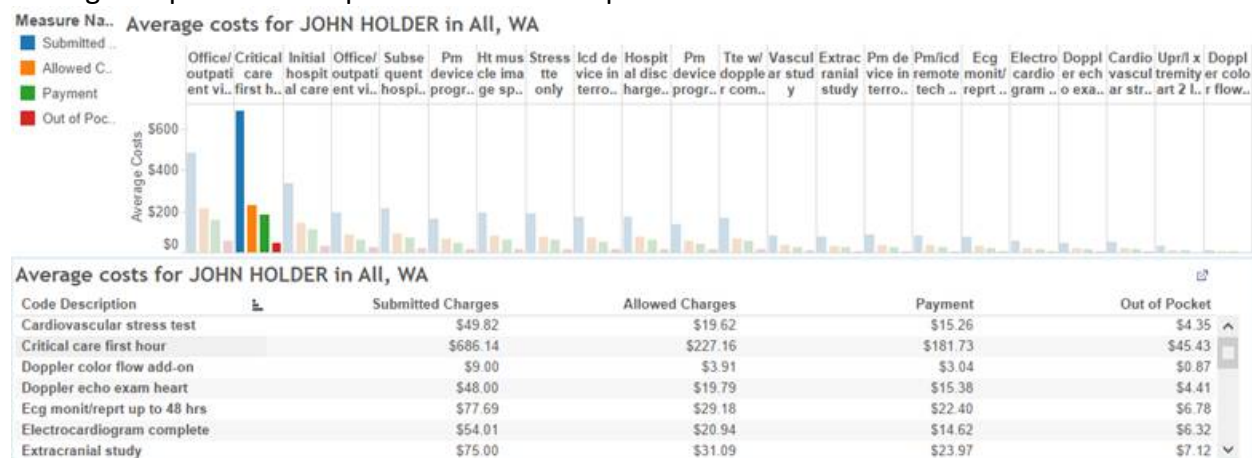 Measure Na..
Submitted ..
Allowed C..
Payment
Out of Poc..
Average costs for JOHN HOLDER in All, WA
Office/ Critical Initial Office/ Subse Pm Ht mus Stress Icd de Hospit Pm Tte w/ Vascul Extrac Pm de Pm/icd Ecg Electro Doppl Cardio Upr/l x Doppl
outpati care hospit outpati quent device cle ima tte vice in al disc device dopple ar stud ranial vice in remote monit/ cardio er ech vascul tremity er colo
ent vi.. first h.. al care ent vi.. hospi.. progr.. ge sp.. only terro.. harge.. progr.. r com.. y study terro.. tech .. reprt .. gram .. o exa.. ar str.. art 2 l.. r flow..
Average Costs
$600
$400
$200
$0
Average costs for JOHN HOLDER in All, WA
Code Description Submitted Charges Allowed Charges Payment Out of Pocket
Cardiovascular stress test $49.82 $19.62 $15.26 $4.35
Critical care first hour $686.14 $227.16 $181.73 $45.43
Doppler color flow add-on $9.00 $3.91 $3.04 $0.87
Doppler echo exam heart $48.00 $19.79 $15.38 $4.41
Ecg monit/reprt up to 48 hrs $77.69 $29.18 $22.40 $6.78
Electrocardiogram complete $54.01 $20.94 $14.62 $6.32
Extracranial study $75.00 $31.09 $23.97 $7.12